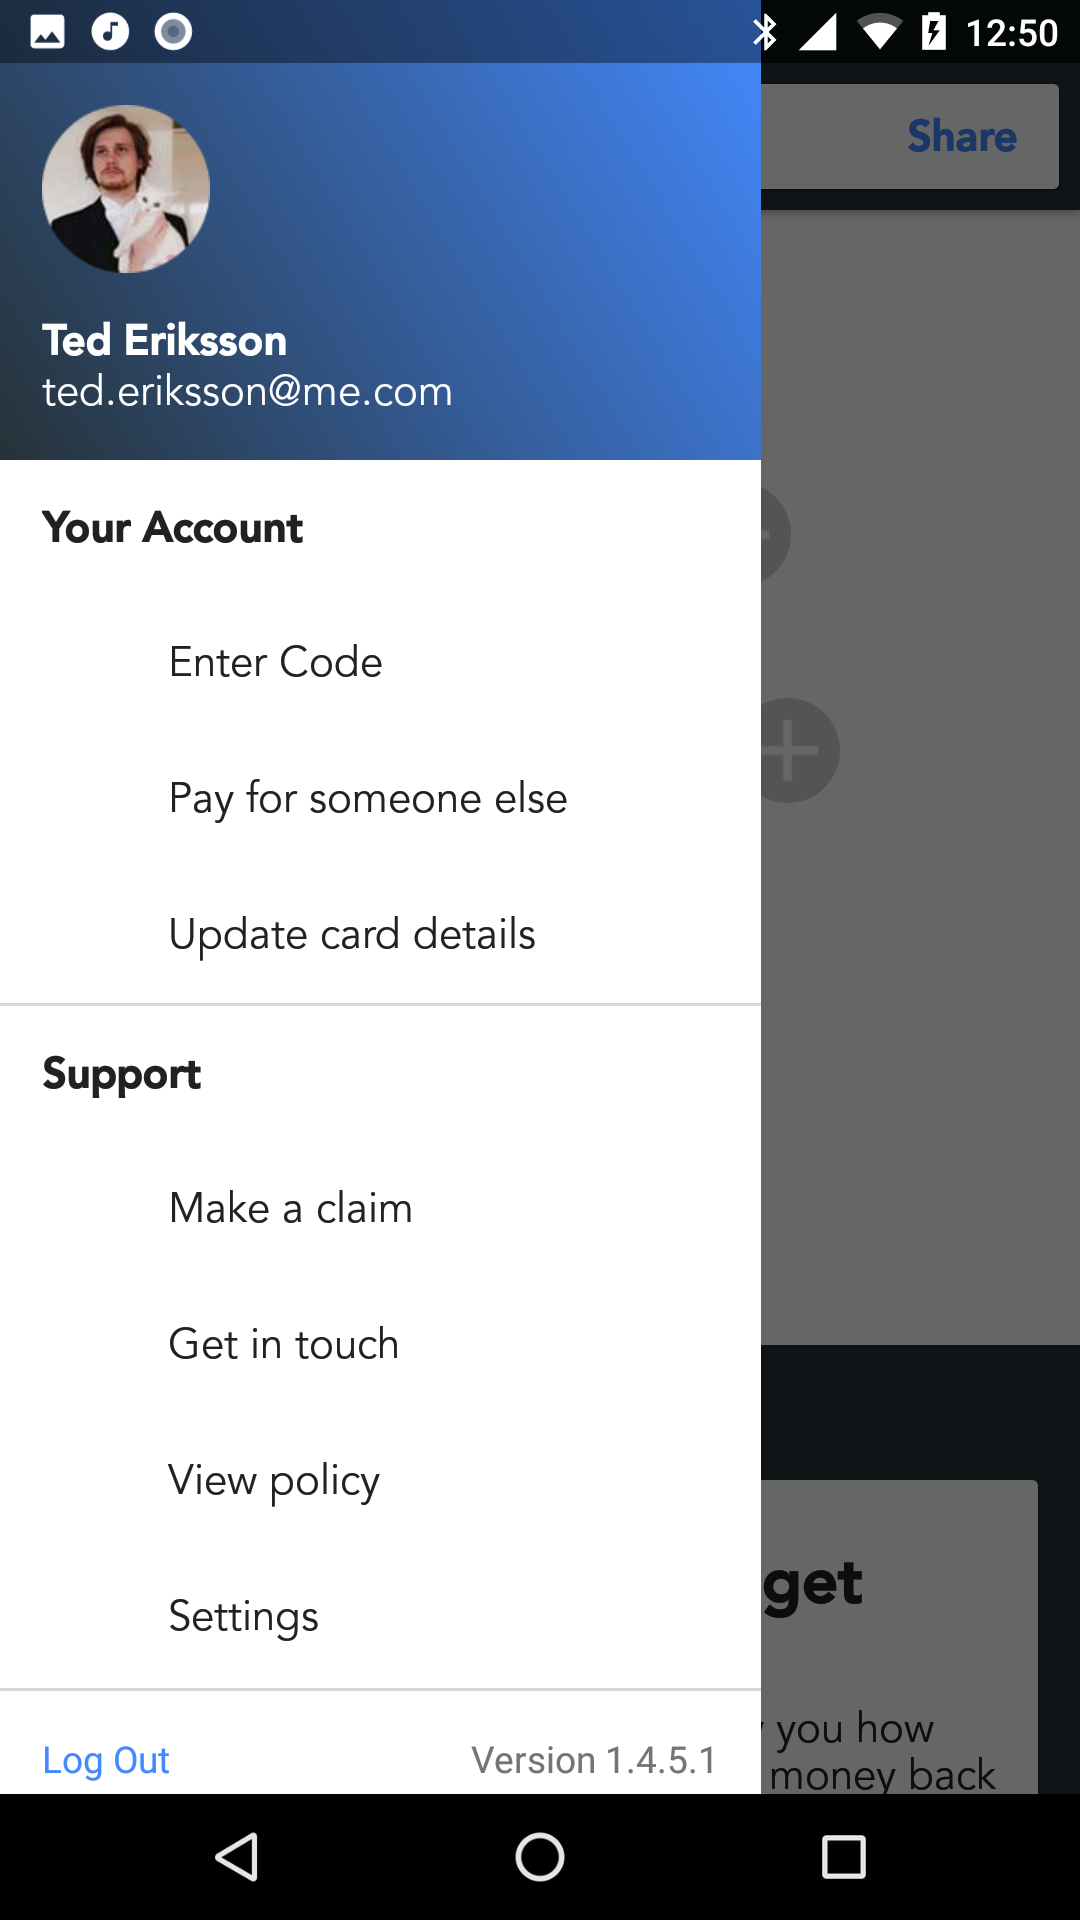 12:50
Share
Ted Eriksson
ted.eriksson@me.com
Your Account
Enter Code
Pay for someone else
Update card details
Support
Make a claim
Get in touch
View policy
Settings
get
you how
money back
Log Out
Version 1.4.5.1